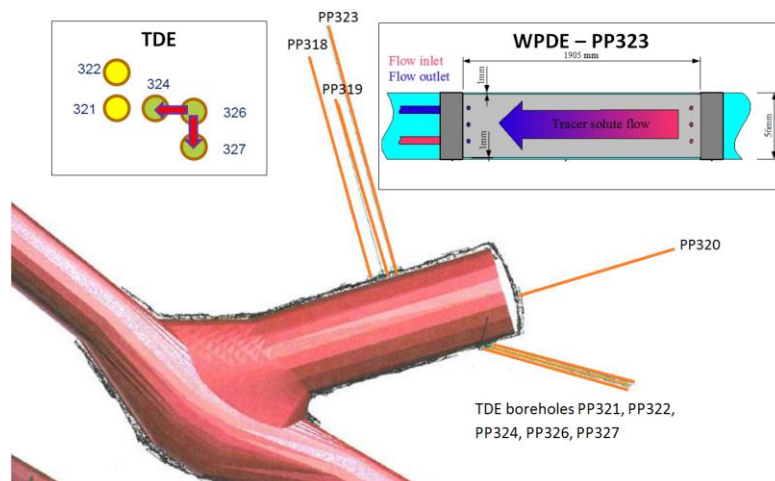 TDE
322
324
321
326
327
PP323
PP318
PP319
WPDE – PP323
Flow inlet
Flow outlet
1905 mm
1mm
Tracer solute flow
1mm
56mm
PP320
TDE boreholes PP321, PP322,
PP324, PP326, PP327